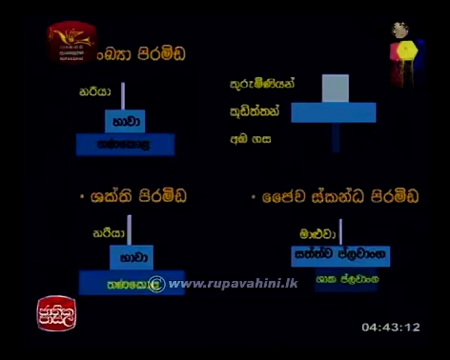 සංඛ්‍යා පිරමිඩ
නරියා
හාවා
තණකොළ
කුරුමිණියන්
කූඩිත්තන්
අඹ ගස
• ශක්ති පිරමිඩ
නරියා
හාවා
තණකොළ
• ජෛව ස්කන්ධ පිරමිඩ
මාළුවා
සත්ත්ව ප්ලවාංග
ශාක ප්ලවාංග
© www.rupavahini.lk
ජාතික
පාසල
04:43:12